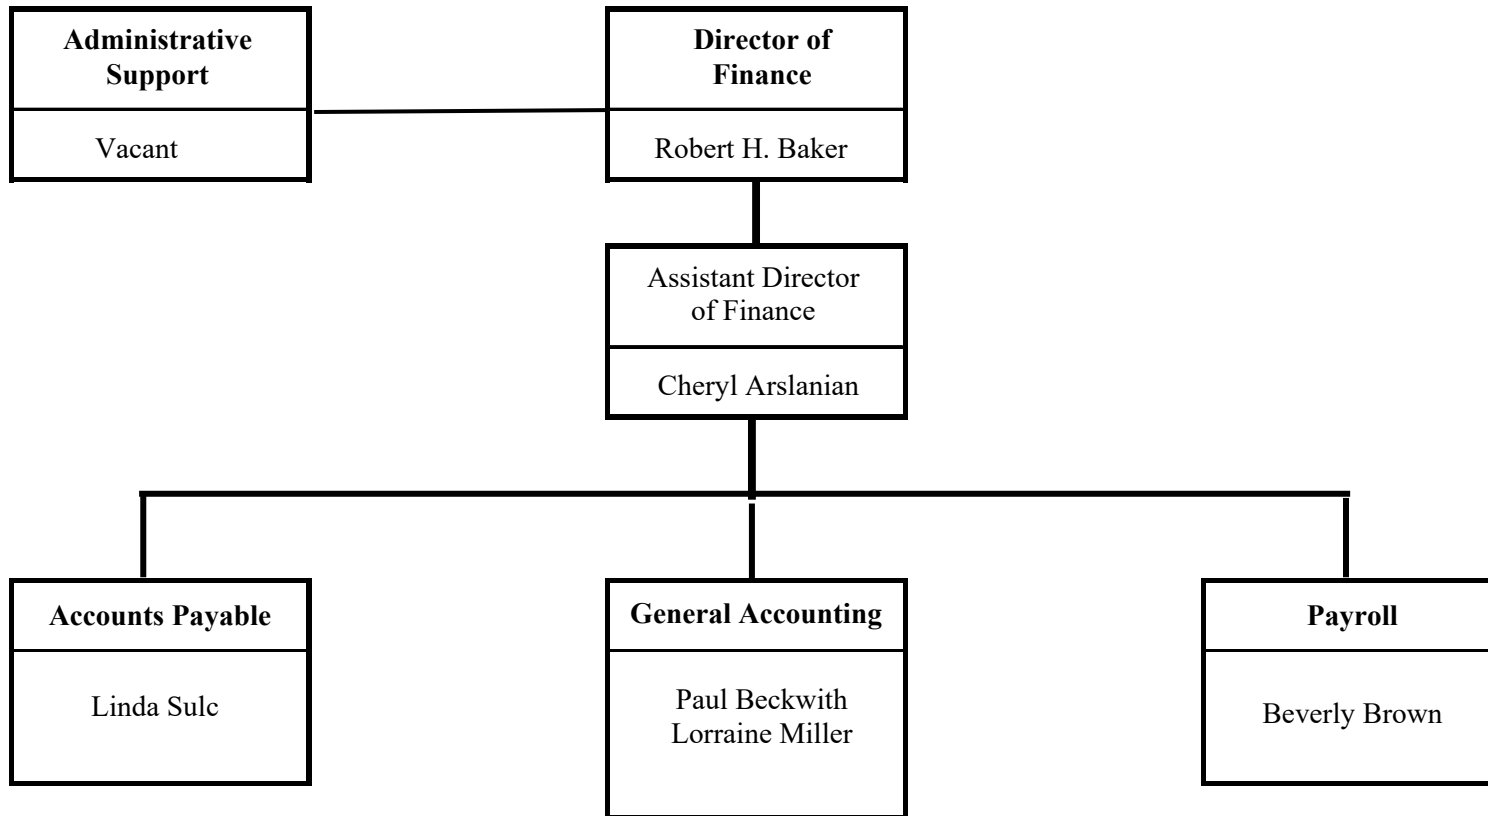 Administrative
Support
Vacant
Director of
Finance
Robert H. Baker
Assistant Director
of Finance
Cheryl Arslanian
Accounts Payable
Linda Sulc
General Accounting
Paul Beckwith
Lorraine Miller
Payroll
Beverly Brown